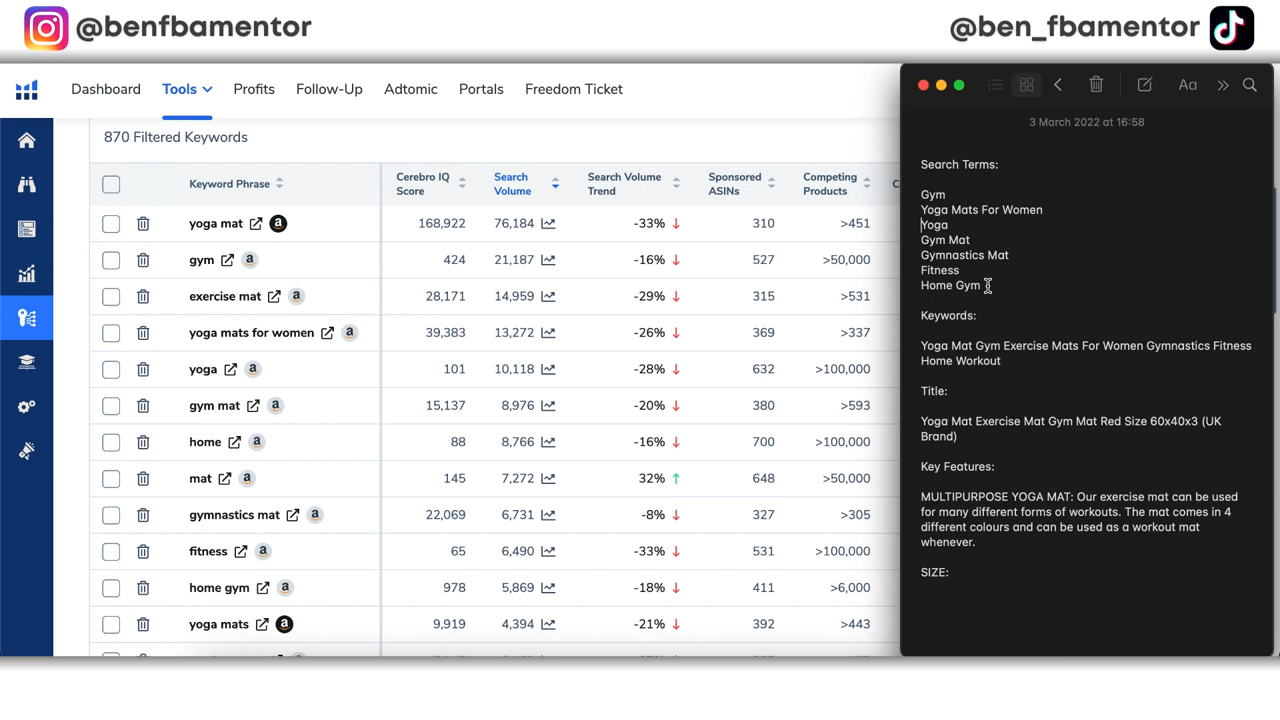 @benfbamentor
@ben_fbamentor
Dashboard Tools Profits Follow-Up Adtomic Portals Freedom Ticket
870 Filtered Keywords
Keyword Phrase Cerebro IQ Score Search Volume Search Volume Trend Sponsored ASINs Competing Products
yoga mat 168,922 76,184 -33% 310 >451
gym 424 21,187 -16% 527 >50,000
exercise mat 28,171 14,959 -29% 315 >531
yoga mats for women 39,383 13,272 -26% 369 >337
yoga 101 10,118 -28% 632 >100,000
gym mat 15,137 8,976 -20% 380 >593
home 88 8,766 -16% 700 >100,000
mat 145 7,272 32% 648 >50,000
gymnastics mat 22,069 6,731 -8% 327 >305
fitness 65 6,490 -33% 531 >100,000
home gym 978 5,869 -18% 411 >6,000
yoga mats 9,919 4,394 -21% 392 >443
Aa
3 March 2022 at 16:58
Search Terms:
Gym
Yoga Mats For Women
Yoga
Gym Mat
Gymnastics Mat
Fitness
Home Gym
Keywords:
Yoga Mat Gym Exercise Mats For Women Gymnastics Fitness
Home Workout
Title:
Yoga Mat Exercise Mat Gym Mat Red Size 60x40x3 (UK
Brand)
Key Features:
MULTIPURPOSE YOGA MAT: Our exercise mat can be used
for many different forms of workouts. The mat comes in 4
different colours and can be used as a workout mat
whenever.
SIZE: